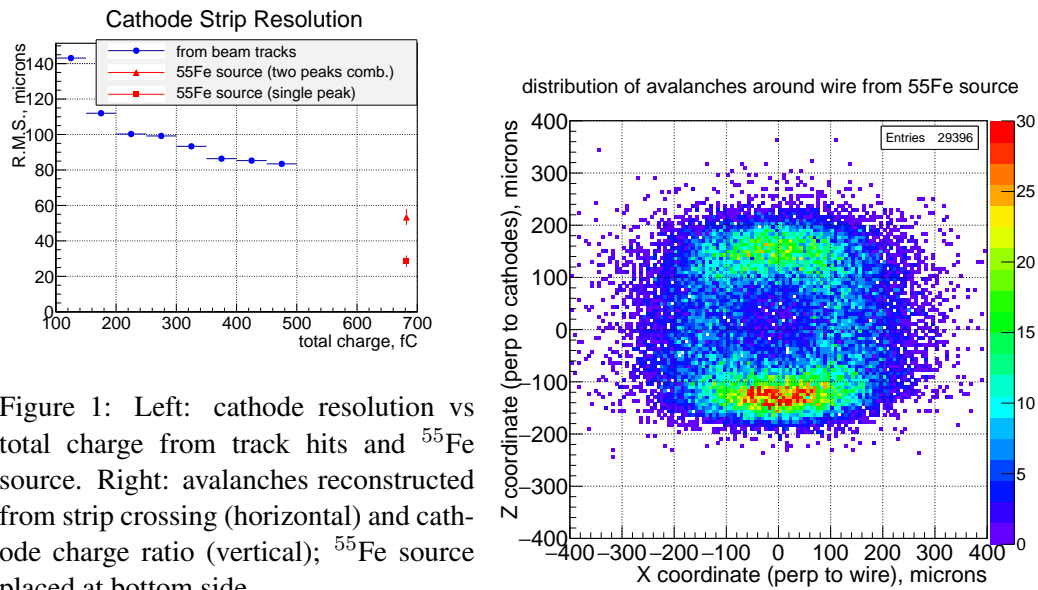 Cathode Strip Resolution
R.M.S., microns
140
120
100
80
60
40
20
0
from beam tracks
55Fe source (two peaks comb.)
55Fe source (single peak)
100 200 300 400 500 600 700
total charge, fC
Figure 1: Left: cathode resolution vs
total charge from track hits and 55Fe
source. Right: avalanches reconstructed
from strip crossing (horizontal) and cath-
ode charge ratio (vertical); 55Fe source
placed at bottom side.
distribution of avalanches around wire from 55Fe source
Z coordinate (perp to cathodes), microns
400
300
200
100
0
−100
−200
−300
−400
Entries 29396
30
25
20
15
10
5
0
−400 −300 −200 −100 0 100 200 300 400
X coordinate (perp to wire), microns